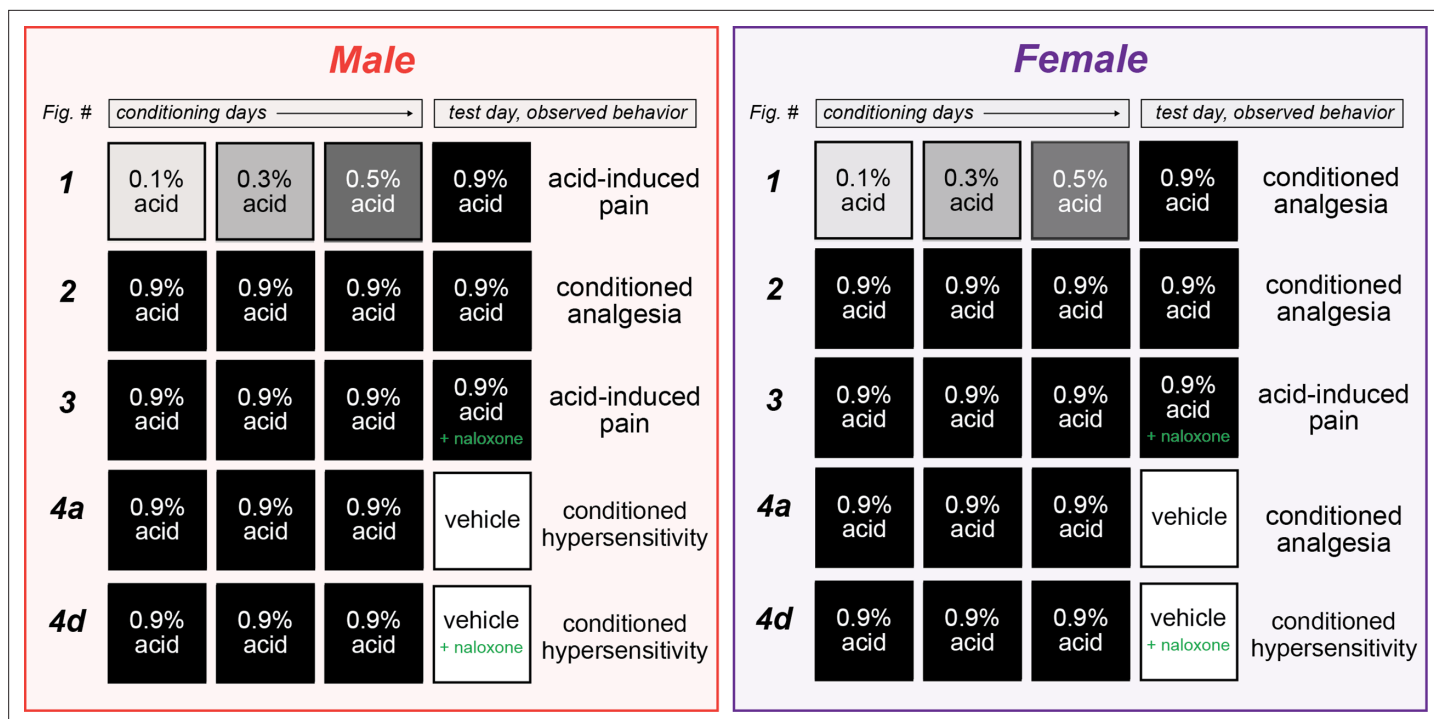 Male
Fig. #
conditioning days
test day, observed behavior
1
0.1%
acid
0.3%
acid
0.5%
acid
0.9%
acid
acid-induced
pain
2
0.9%
acid
0.9%
acid
0.9%
acid
0.9%
acid
conditioned
analgesia
3
0.9%
acid
0.9%
acid
0.9%
acid
0.9%
acid
+ naloxone
acid-induced
pain
4a
0.9%
acid
0.9%
acid
0.9%
acid
vehicle
conditioned
hypersensitivity
4d
0.9%
acid
0.9%
acid
0.9%
acid
vehicle
+ naloxone
conditioned
hypersensitivity
Female
Fig. #
conditioning days
test day, observed behavior
1
0.1%
acid
0.3%
acid
0.5%
acid
0.9%
acid
conditioned
analgesia
2
0.9%
acid
0.9%
acid
0.9%
acid
0.9%
acid
conditioned
analgesia
3
0.9%
acid
0.9%
acid
0.9%
acid
0.9%
acid
+ naloxone
acid-induced
pain
4a
0.9%
acid
0.9%
acid
0.9%
acid
vehicle
conditioned
analgesia
4d
0.9%
acid
0.9%
acid
0.9%
acid
vehicle
+ naloxone
conditioned
hypersensitivity